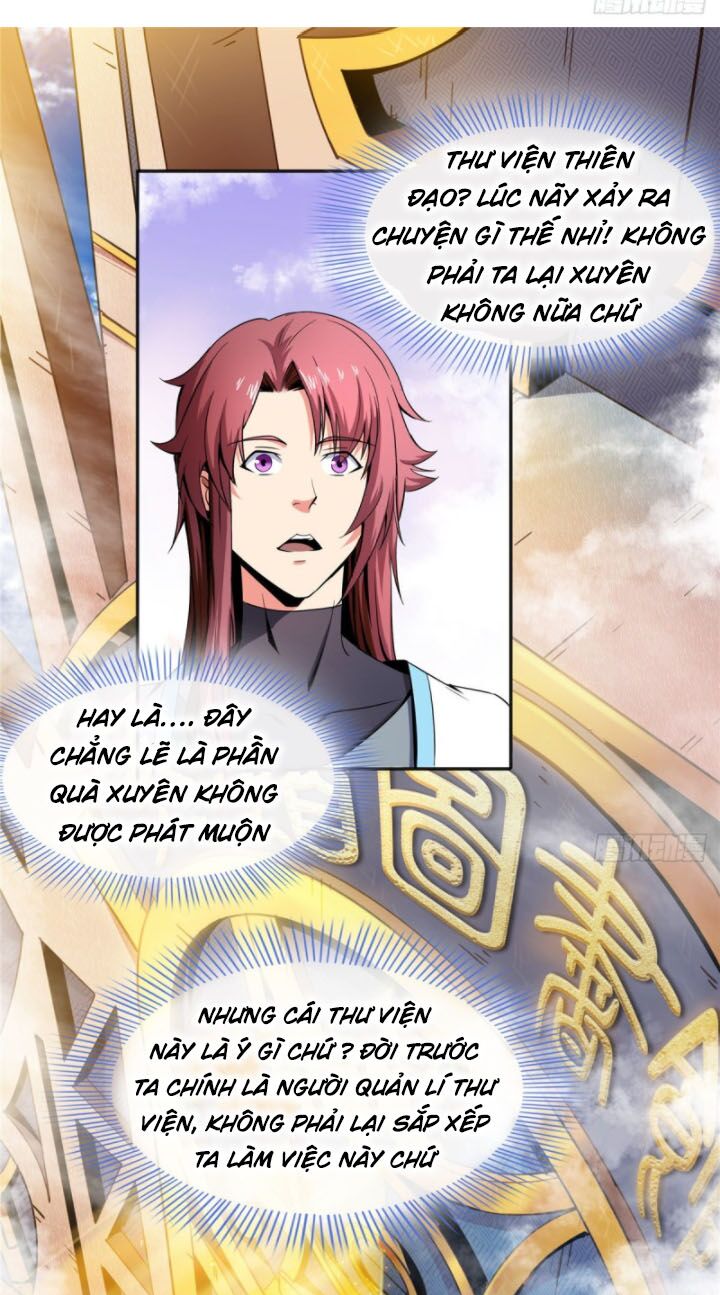 THƯ VIỆN THIÊN
ĐẠO? LÚC NÃY XẢY RA
CHUYỆN GÌ THẾ NHỈ! KHÔNG
PHẢI TA LẠI XUYÊN
KHÔNG NỮA CHỨ
HAY LÀ.... ĐÂY
CHẲNG LẼ LÀ PHẦN
QUÀ XUYÊN KHÔNG
ĐƯỢC PHÁT MUỘN
NHƯNG CÁI THƯ VIỆN
NÀY LÀ Ý GÌ CHỨ? ĐỜI TRƯỚC
TA CHÍNH LÀ NGƯỜI QUẢN LÍ THƯ
VIỆN, KHÔNG PHẢI LẠI SẮP XẾP
TA LÀM VIỆC NÀY CHỨ